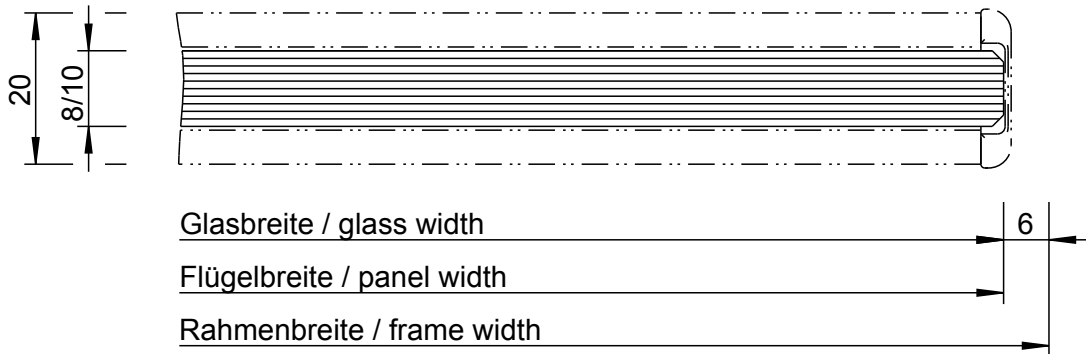 20
8/10
Glasbreite / glass width
6
Flügelbreite / panel width
Rahmenbreite / frame width